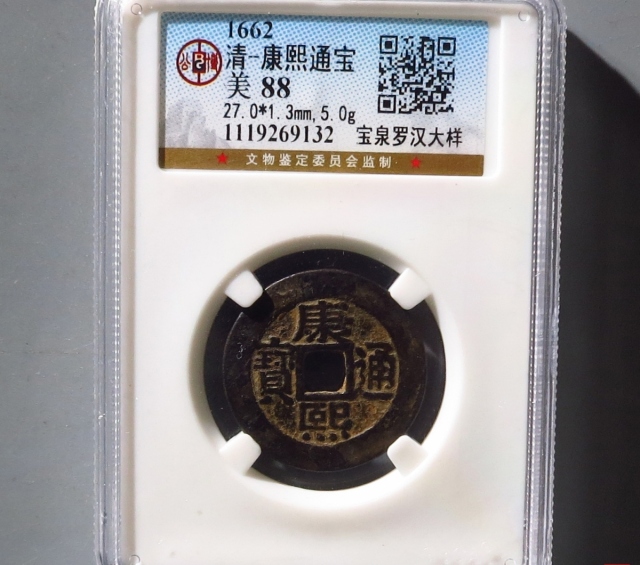 1662
清-康熙通宝
美 88
27.0*1.3mm,5.0g
1119269132 宝泉罗汉大样
★ 文物鉴定委员会监制 ★
康
寶 通
熙